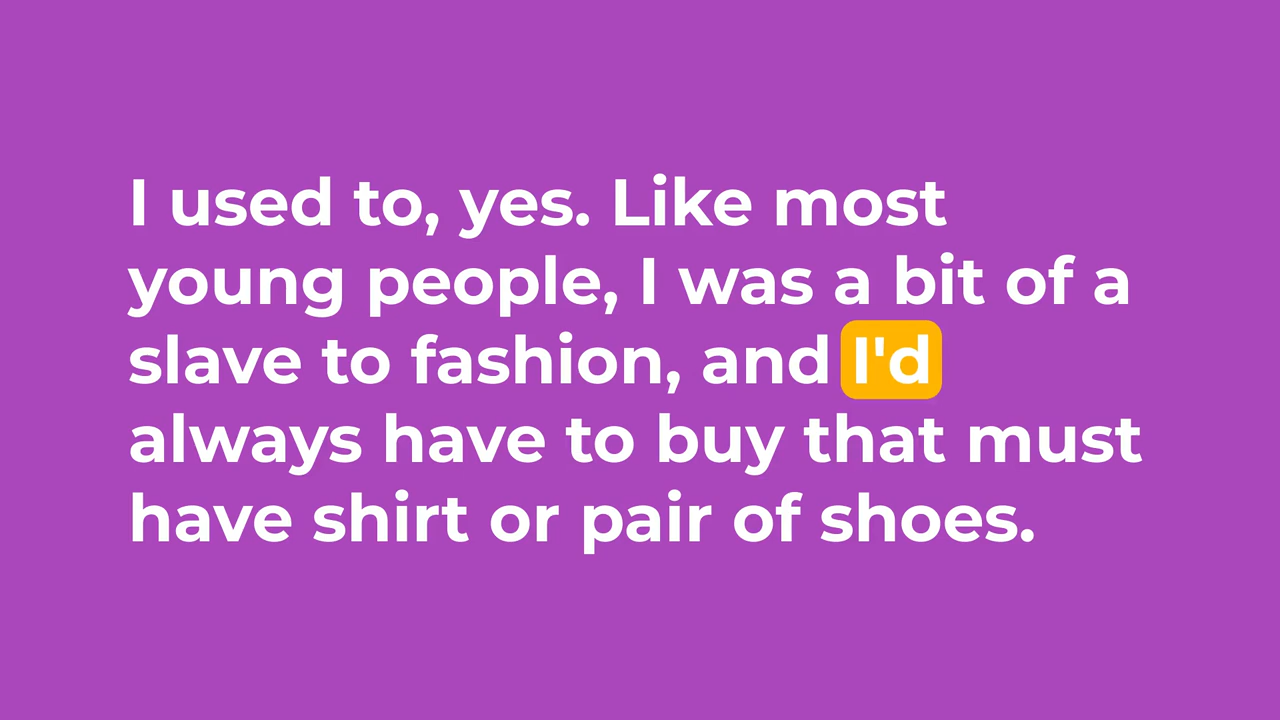 I used to, yes. Like most
young people, I was a bit of a
slave to fashion, and I'd
always have to buy that must
have shirt or pair of shoes.